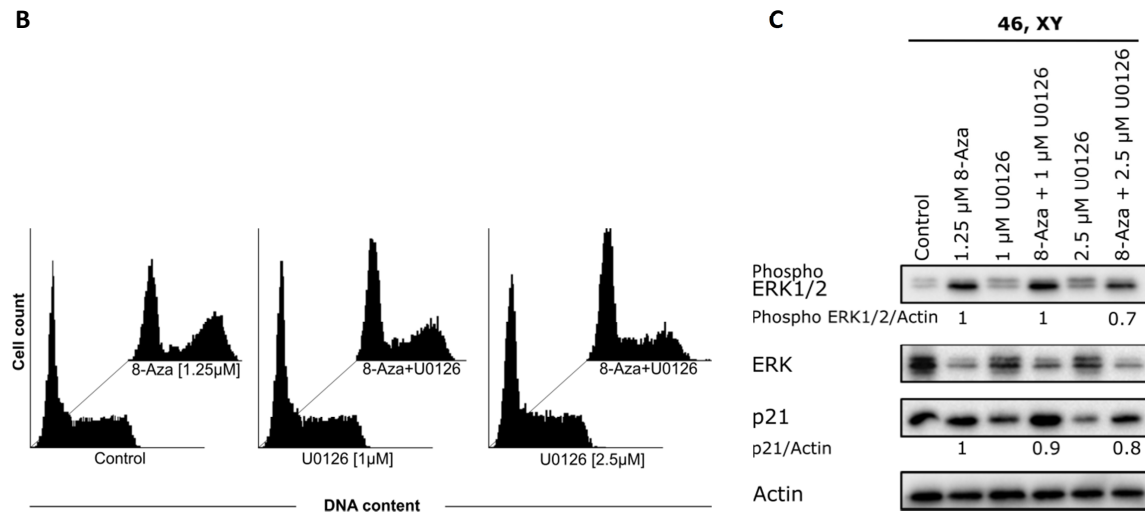 B
Cell count
8-Aza [1.25µM]
8-Aza+U0126
8-Aza+U0126
Control
U0126 [1µM]
U0126 [2.5µM]
DNA content
C
46, XY
Control
1.25 µM 8-Aza
1 µM U0126
8-Aza + 1 µM U0126
2.5 µM U0126
8-Aza + 2.5 µM U0126
Phospho
ERK1/2
Phospho ERK1/2/Actin 1 1 0.7
ERK
p21
p21/Actin 1 0.9 0.8
Actin